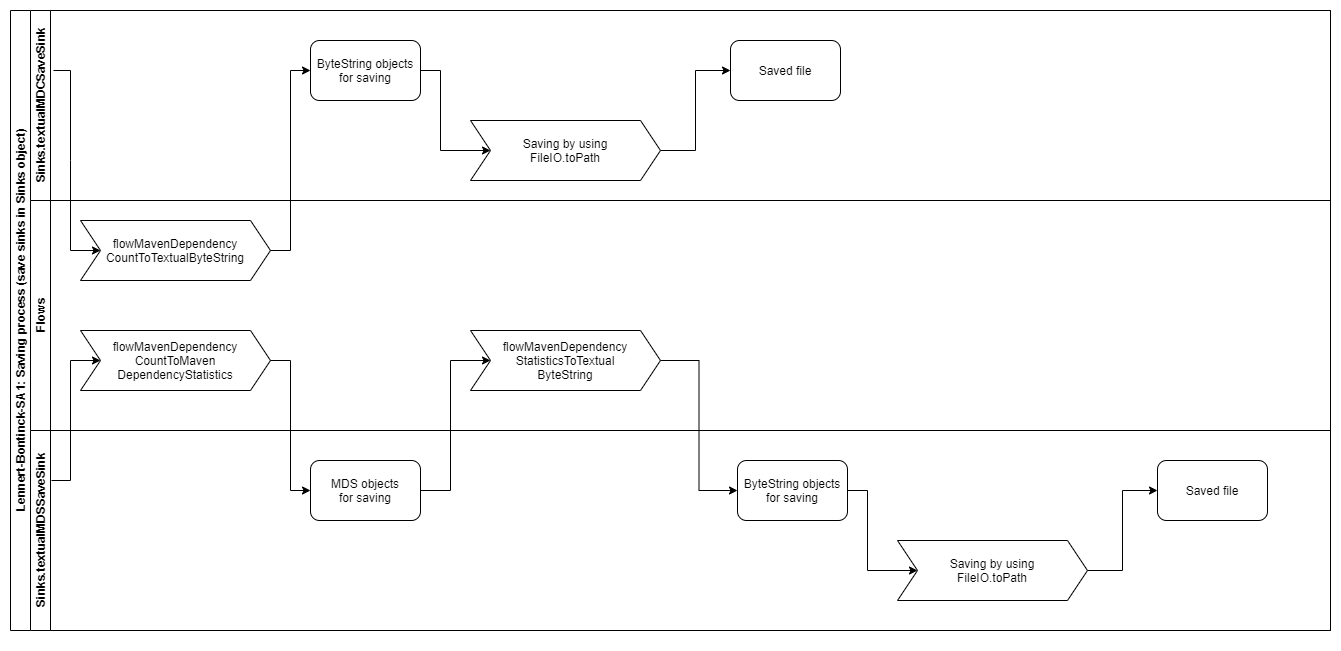 Lennert-Bontinck-SA 1: Saving process (save sinks in Sinks object)
Sinks.textualMDCSaveSink
ByteString objects
for saving
Saved file
Saving by using
FileIO.toPath
Flows
flowMavenDependency
CountToTextualByteString
flowMavenDependency
CountToMaven
DependencyStatistics
flowMavenDependency
StatisticsToTextual
ByteString
Sinks.textualMDSSaveSink
MDS objects
for saving
ByteString objects
for saving
Saved file
Saving by using
FileIO.toPath